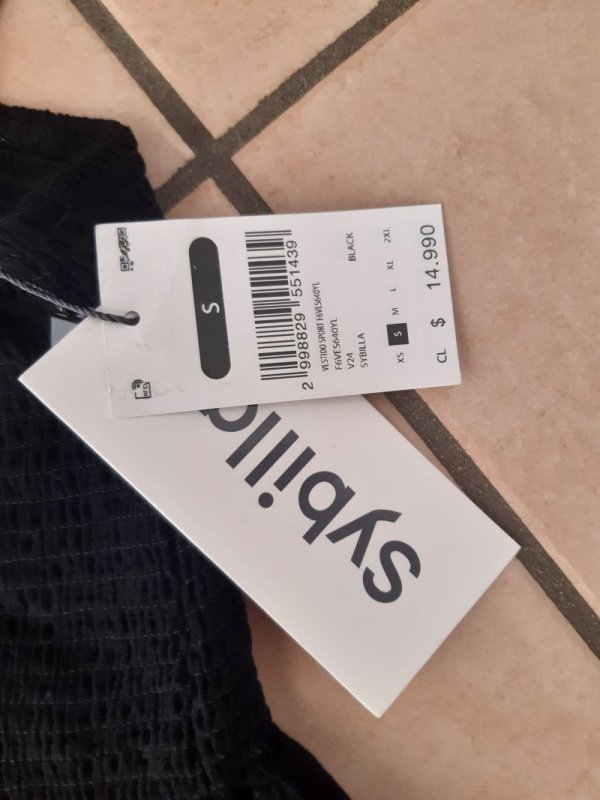 S
2 998829 551439
VESTIDO SPORT F6VES640YL
F6VES640YL
V24 BLACK
SYBILLA
XS S M L XL 2XL
CL $ 14.990
sybilla